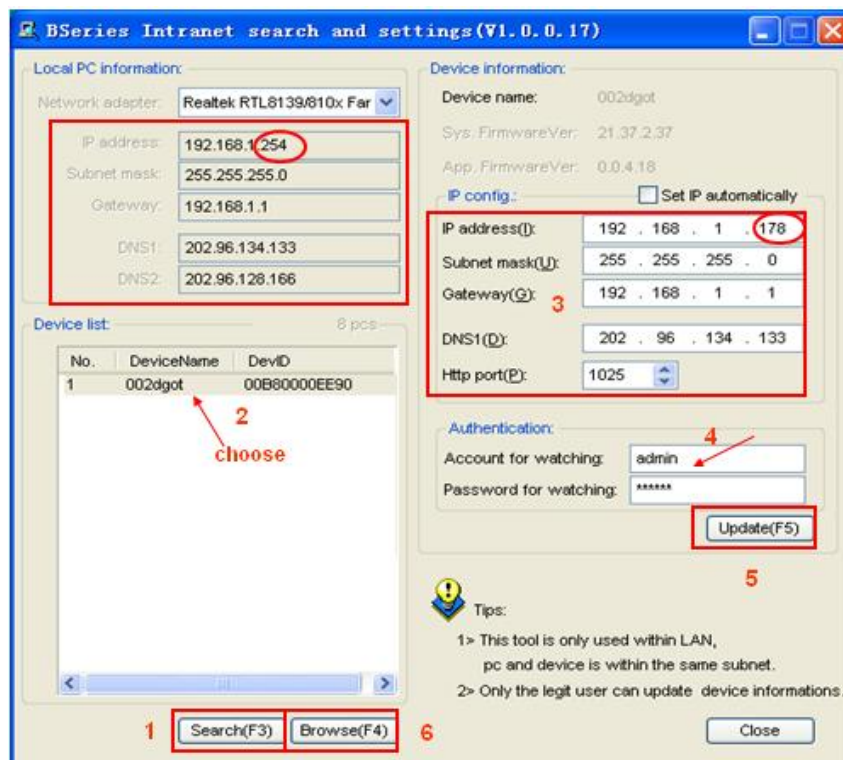 BSeries Intranet search and settings(V1.0.0.17)
Local PC information:
Network adapter: Realtek RTL8139/810x Far
IP address: 192.168.1.254
Subnet mask: 255.255.255.0
Gateway: 192.168.1.1
DNS1: 202.96.134.133
DNS2: 202.96.128.166
Device list: 8 pcs
No. DeviceName DevID
1 002dgot 00B80000EE90
2
choose
1 Search(F3) Browse(F4) 6
Device information:
Device name: 002dgot
Sys. FirmwareVer: 21.37.2.37
App. FirmwareVer: 0.0.4.18
IP config.: Set IP automatically
IP address(I): 192 . 168 . 1 . 178
Subnet mask(U): 255 . 255 . 255 . 0
Gateway(G): 192 . 168 . 1 . 1
3
DNS1(D): 202 . 96 . 134 . 133
Http port(P): 1025
Authentication:
4
Account for watching: admin
Password for watching: ******
Update(F5)
5
Tips:
1> This tool is only used within LAN,
pc and device is within the same subnet.
2> Only the legit user can update device informations.
Close